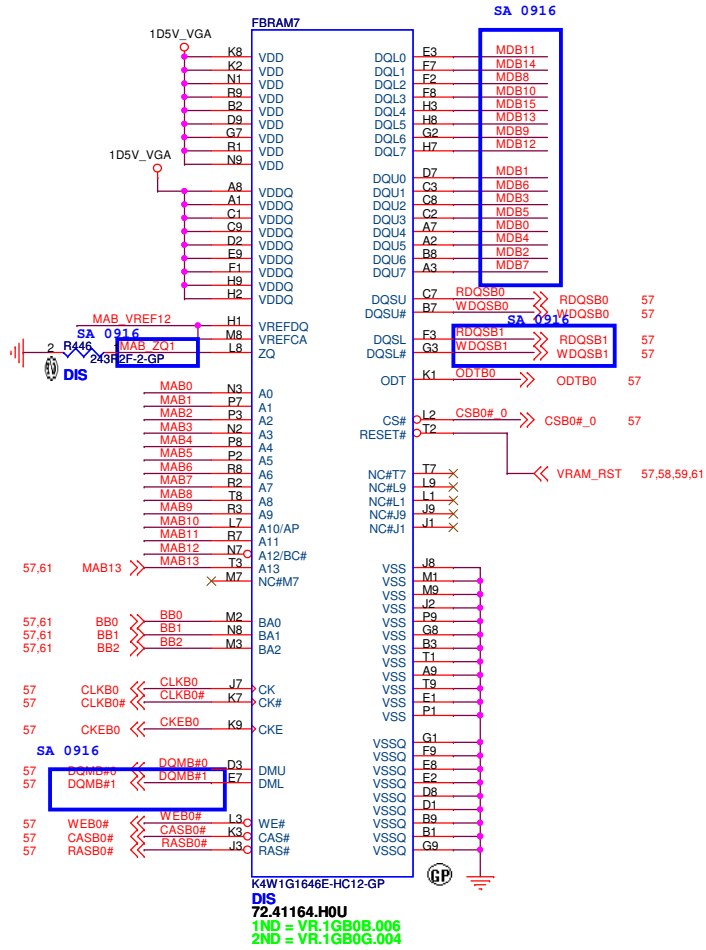 SA 0916
FBRAM7
1D5V_VGA
K8 VDD DQL0 E3 MDB11
K2 VDD DQL1 F7 MDB14
N1 VDD DQL2 F2 MDB8
R9 VDD DQL3 F8 MDB10
B2 VDD DQL4 H3 MDB15
D9 VDD DQL5 H8 MDB13
G7 VDD DQL6 G2 MDB9
R1 VDD DQL7 H7 MDB12
N9 VDD
1D5V_VGA
DQU0 D7 MDB1
A8 VDDQ DQU1 C3 MDB6
A1 VDDQ DQU2 C8 MDB3
C1 VDDQ DQU3 C2 MDB5
C9 VDDQ DQU4 A7 MDB0
D2 VDDQ DQU5 A2 MDB4
E9 VDDQ DQU6 B8 MDB2
F1 VDDQ DQU7 A3 MDB7
H9 VDDQ
H2 VDDQ DQSU C7 RDQSB0 RDQSB0 57
DQSU# B7 WDQSB0 WDQSB0 57
SA 0916
MAB_VREF12 H1 VREFDQ
SA 0916
M8 VREFCA DQSL F3 RDQSB1 RDQSB1 57
2 R446 1 MAB_ZQ1 L8 ZQ DQSL# G3 WDQSB1 WDQSB1 57
243R2F-2-GP
DIS
ODT K1 ODTB0 ODTB0 57
MAB0 N3 A0
MAB1 P7 A1
MAB2 P3 A2 CS# L2 CSB0#_0 CSB0#_0 57
MAB3 N2 A3 RESET# T2
MAB4 P8 A4
MAB5 P2 A5
MAB6 R8 A6 NC#T7 T7 VRAM_RST 57,58,59,61
MAB7 R2 A7 NC#L9 L9
MAB8 T8 A8 NC#L1 L1
MAB9 R3 A9 NC#J9 J9
MAB10 L7 A10/AP NC#J1 J1
MAB11 R7 A11
MAB12 N7 A12/BC#
57,61 MAB13 MAB13 T3 A13 VSS J8
M7 NC#M7 VSS M1
VSS M9
VSS J2
57,61 BB0 BB0 M2 BA0 VSS P9
57,61 BB1 BB1 N8 BA1 VSS G8
57,61 BB2 BB2 M3 BA2 VSS B3
VSS T1
VSS A9
57 CLKB0 CLKB0 J7 CK VSS T9
57 CLKB0# CLKB0# K7 CK# VSS E1
VSS P1
57 CKEB0 CKEB0 K9 CKE
VSSQ G1
SA 0916
VSSQ F9
57 DQMB#0 DQMB#0 D3 DMU VSSQ E8
57 DQMB#1 DQMB#1 E7 DML VSSQ E2
VSSQ D8
VSSQ D1
57 WEB0# WEB0# L3 WE# VSSQ B9
57 CASB0# CASB0# K3 CAS# VSSQ B1
57 RASB0# RASB0# J3 RAS# VSSQ G9
GP
K4W1G1646E-HC12-GP
DIS
72.41164.H0U
1ND = VR.1GB0B.006
2ND = VR.1GB0G.004